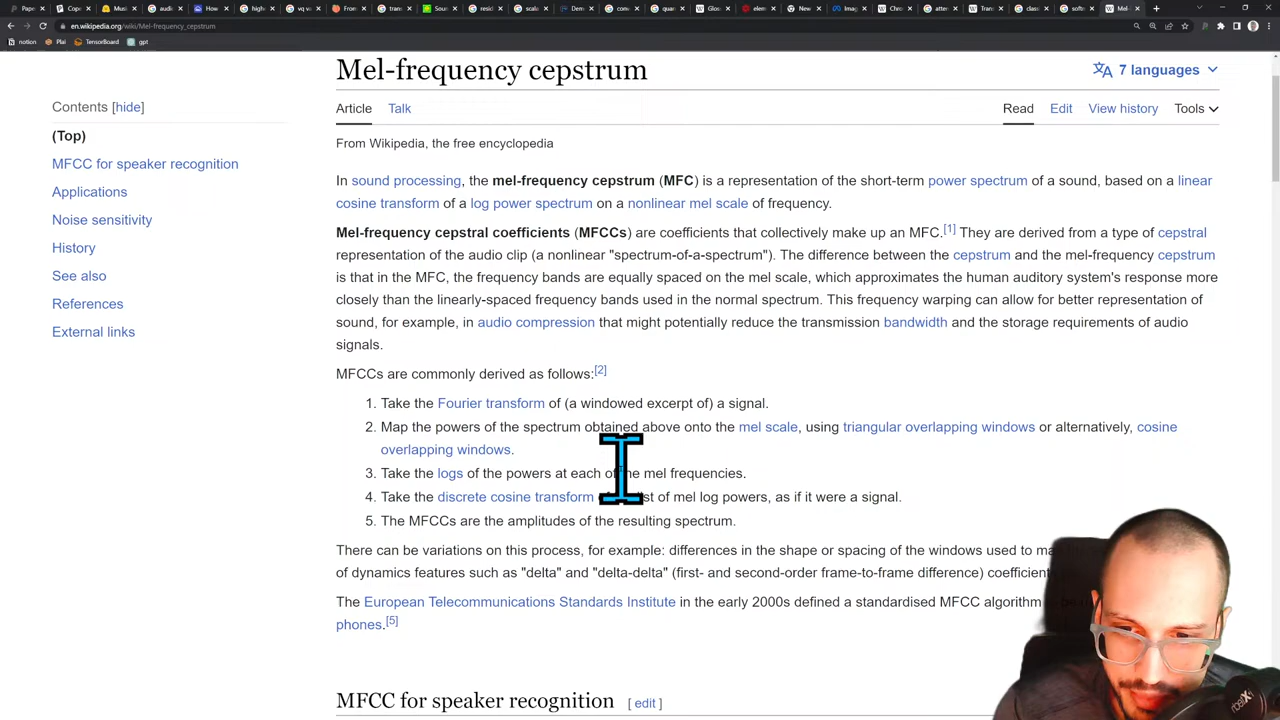 en.wikipedia.org/wiki/Mel-frequency_cepstrum
notion Plai TensorBoard gpt
Mel-frequency cepstrum
7 languages
Contents [hide]
Article Talk Read Edit View history Tools
(Top)
From Wikipedia, the free encyclopedia
MFCC for speaker recognition
In sound processing, the mel-frequency cepstrum (MFC) is a representation of the short-term power spectrum of a sound, based on a linear
Applications
cosine transform of a log power spectrum on a nonlinear mel scale of frequency.
Noise sensitivity
Mel-frequency cepstral coefficients (MFCCs) are coefficients that collectively make up an MFC.[1] They are derived from a type of cepstral
History
representation of the audio clip (a nonlinear "spectrum-of-a-spectrum"). The difference between the cepstrum and the mel-frequency cepstrum
See also
is that in the MFC, the frequency bands are equally spaced on the mel scale, which approximates the human auditory system's response more
References
closely than the linearly-spaced frequency bands used in the normal spectrum. This frequency warping can allow for better representation of
External links
sound, for example, in audio compression that might potentially reduce the transmission bandwidth and the storage requirements of audio
signals.
MFCCs are commonly derived as follows:[2]
1. Take the Fourier transform of (a windowed excerpt of) a signal.
2. Map the powers of the spectrum obtained above onto the mel scale, using triangular overlapping windows or alternatively, cosine
overlapping windows.
3. Take the logs of the powers at each of the mel frequencies.
4. Take the discrete cosine transform list of mel log powers, as if it were a signal.
5. The MFCCs are the amplitudes of the resulting spectrum.
There can be variations on this process, for example: differences in the shape or spacing of the windows used to
of dynamics features such as "delta" and "delta-delta" (first- and second-order frame-to-frame difference)
The European Telecommunications Standards Institute in the early 2000s defined a standardised MFCC algorithm
phones.[5]
MFCC for speaker recognition [ edit ]